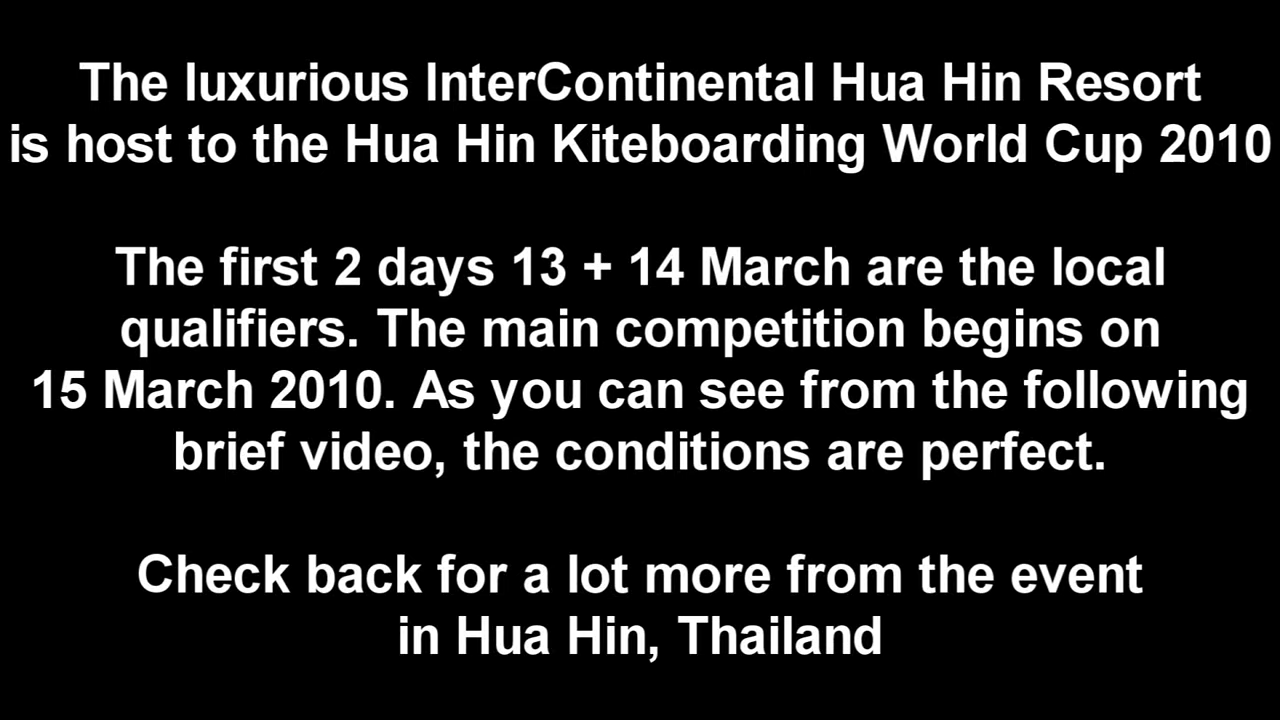 The luxurious InterContinental Hua Hin Resort
is host to the Hua Hin Kiteboarding World Cup 2010
The first 2 days 13 + 14 March are the local
qualifiers. The main competition begins on
15 March 2010. As you can see from the following
brief video, the conditions are perfect.
Check back for a lot more from the event
in Hua Hin, Thailand